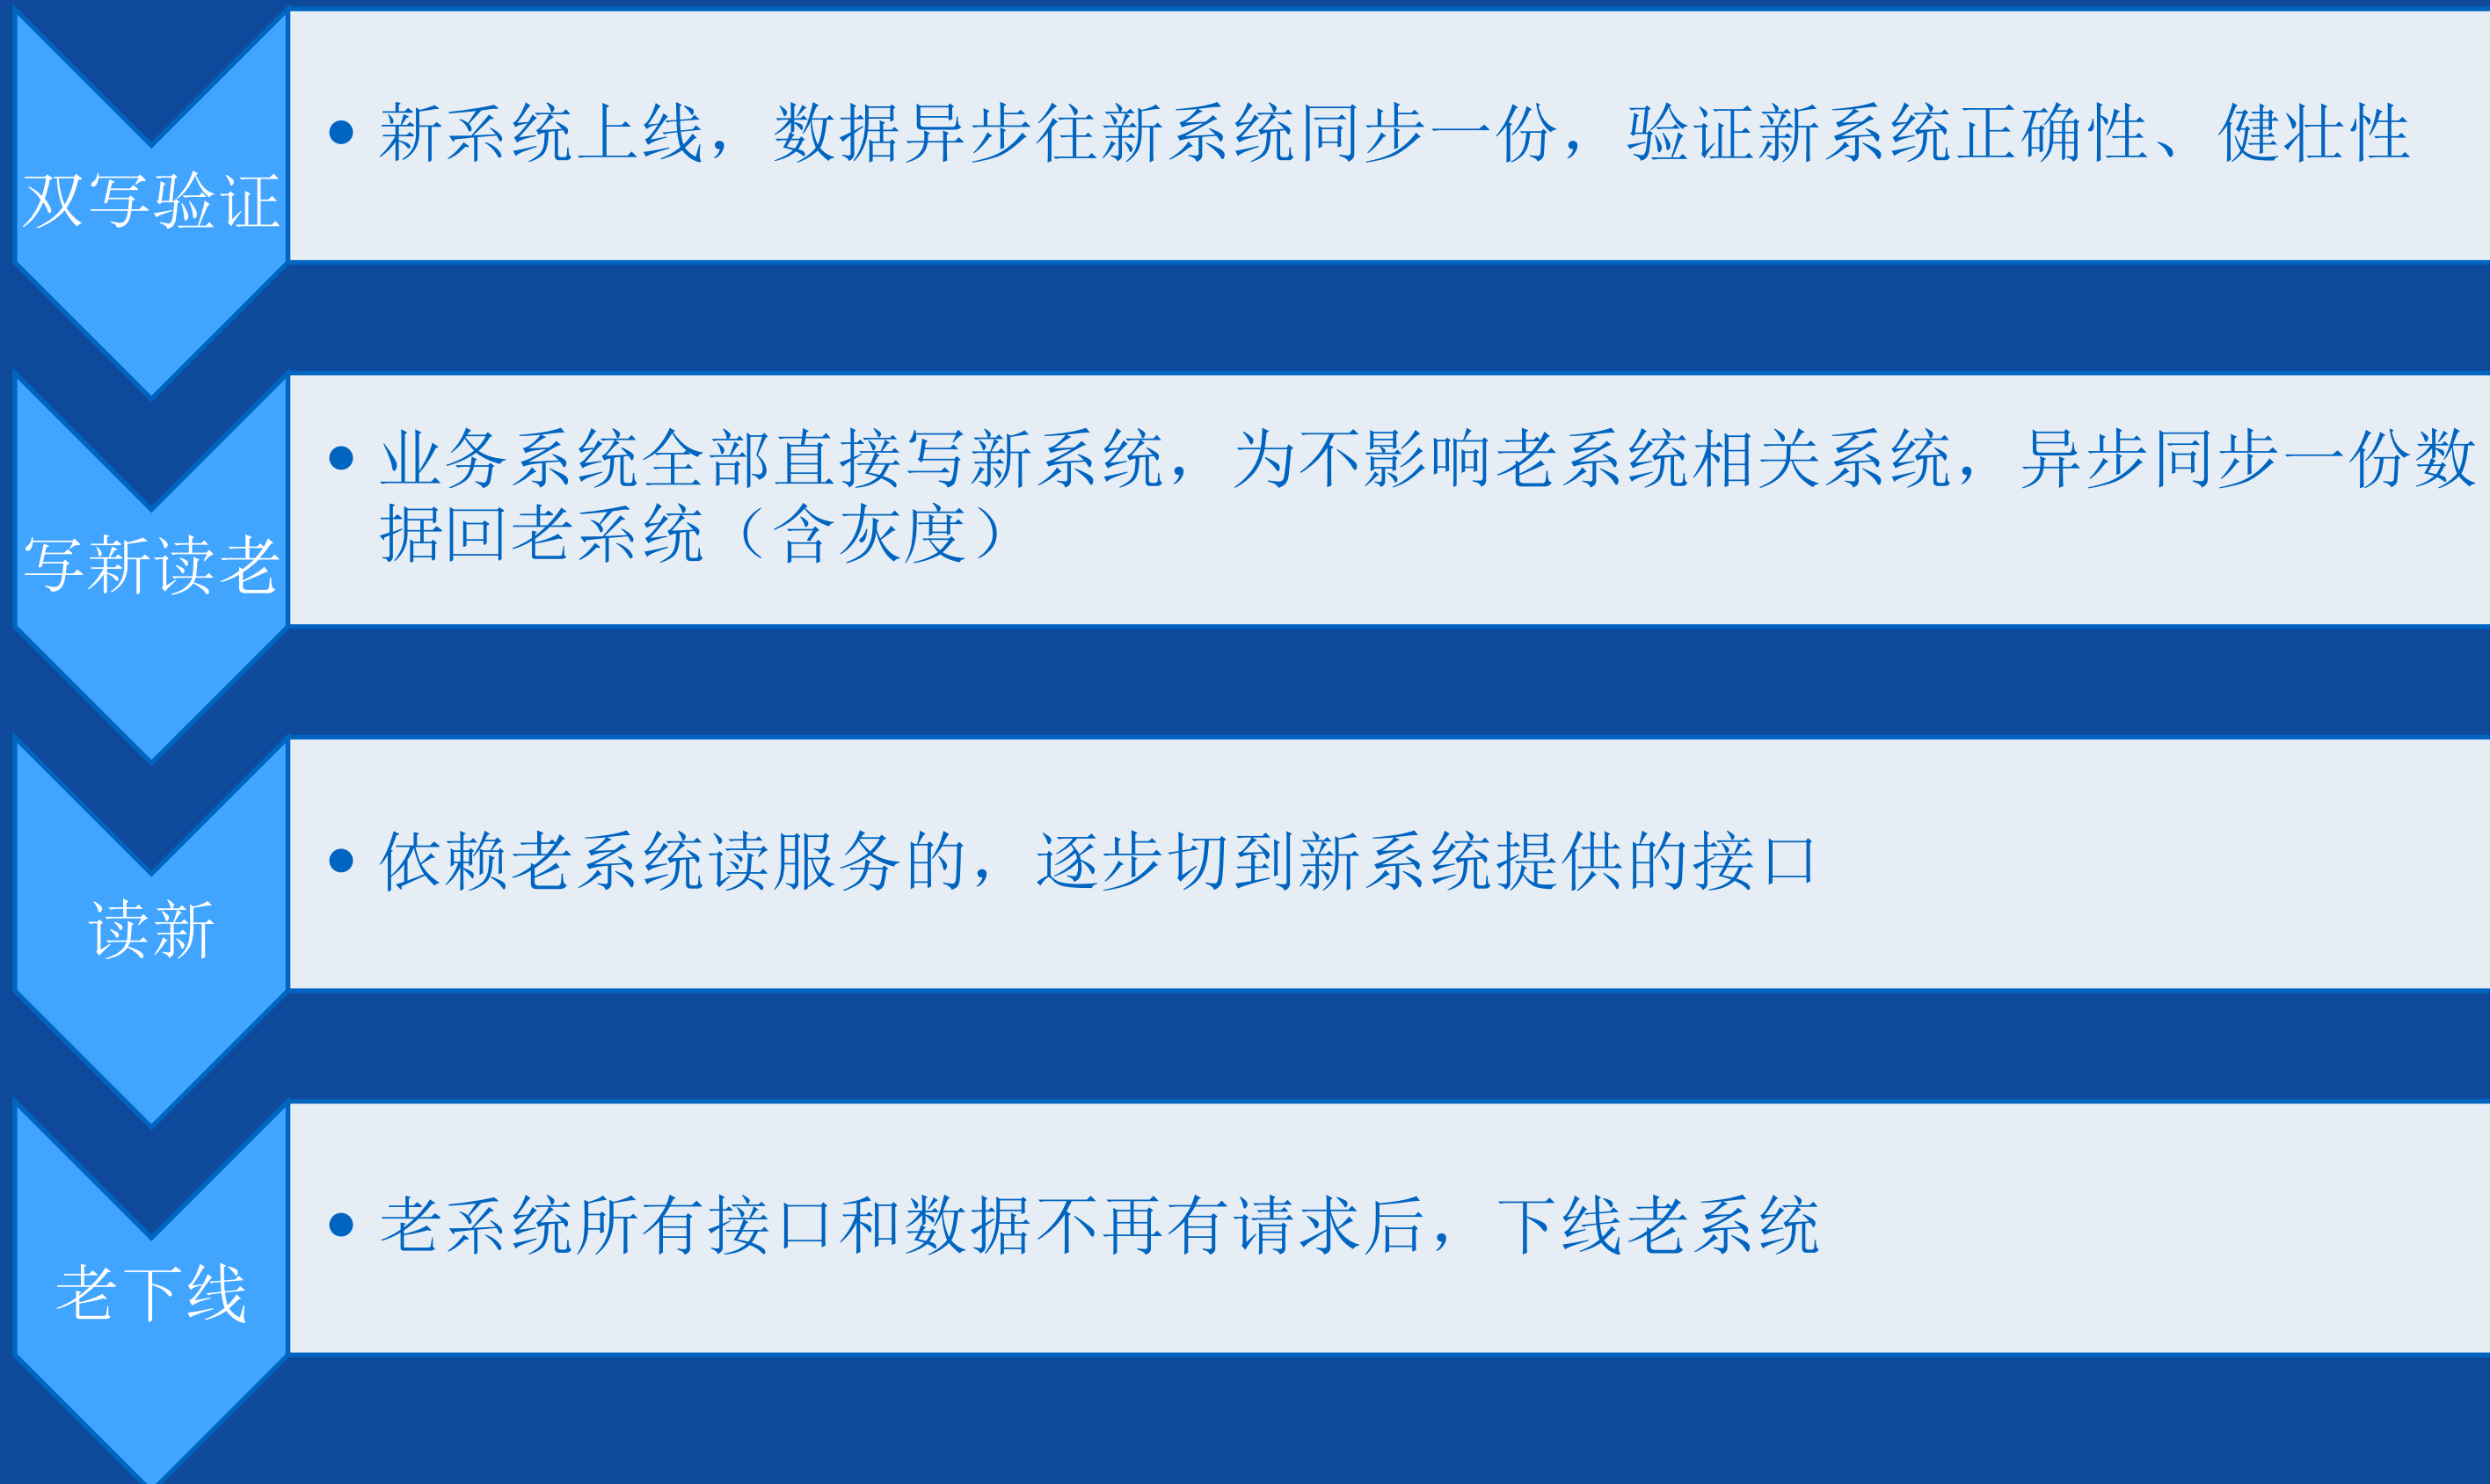 双写验证
● 新系统上线，数据异步往新系统同步一份，验证新系统正确性、健壮性
写新读老
● 业务系统全部直接写新系统，为不影响老系统相关系统，异步同步一份数
据回老系统（含灰度）
读新
● 依赖老系统读服务的，逐步切到新系统提供的接口
老下线
● 老系统所有接口和数据不再有请求后，下线老系统